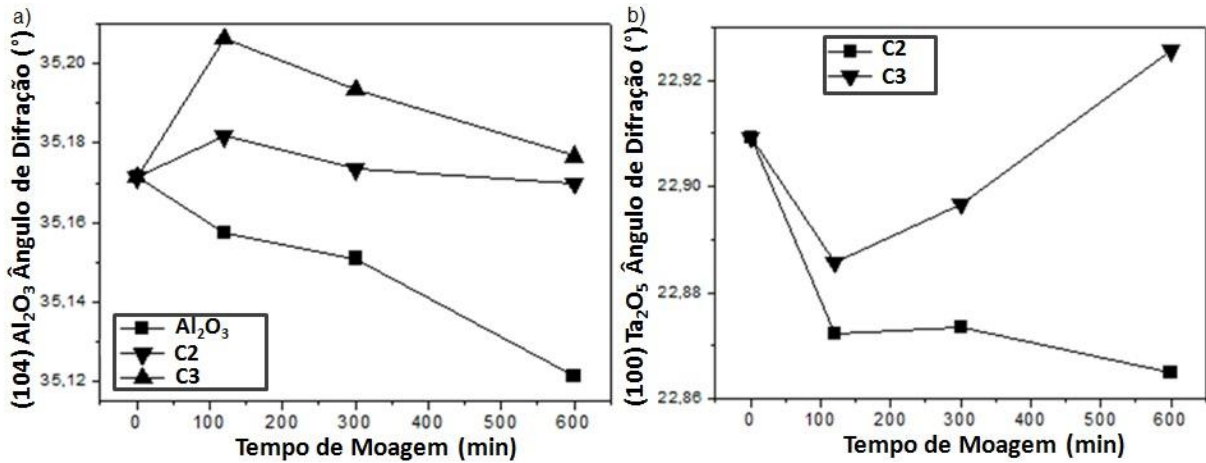 a)
(104) Al₂O₃ Ângulo de Difração (°)
35,20
35,18
35,16
35,14
35,12
0 100 200 300 400 500 600
Tempo de Moagem (min)
Al₂O₃
C2
C3
b)
(100) Ta₂O₅ Ângulo de Difração (°)
22,92
22,90
22,88
22,86
0 100 200 300 400 500 600
Tempo de Moagem (min)
C2
C3